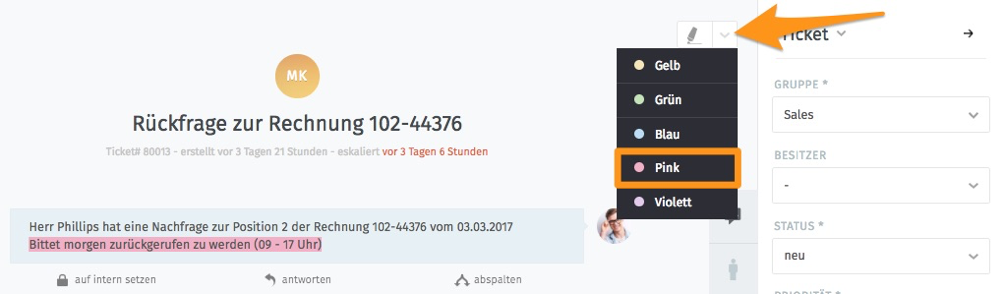 MK
Rückfrage zur Rechnung 102-44376
Ticket# 80013 - erstellt vor 3 Tagen 21 Stunden - eskaliert vor 3 Tagen 6 Stunden
Herr Phillips hat eine Nachfrage zur Position 2 der Rechnung 102-44376 vom 03.03.2017
Bittet morgen zurückgerufen zu werden (09 - 17 Uhr)
auf intern setzen
antworten
abspalten
Gelb
Grün
Blau
Pink
Violett
Ticket
GRUPPE *
Sales
BESITZER
-
STATUS *
neu
PRIORITÄT *